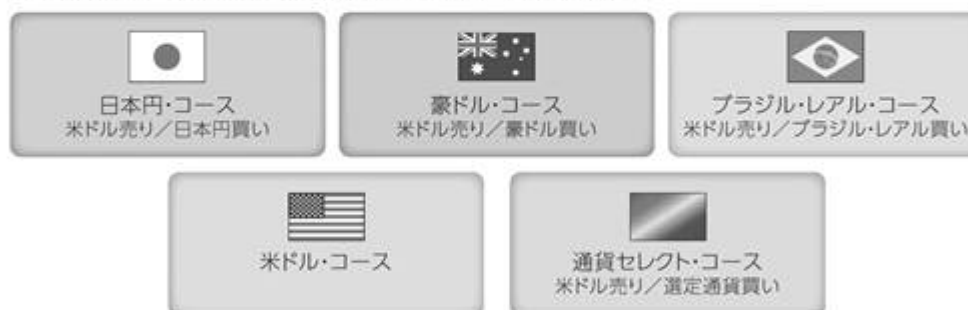 日本円・コース
米ドル売り／日本円買い
豪ドル・コース
米ドル売り／豪ドル買い
ブラジル・レアル・コース
米ドル売り／ブラジル・レアル買い
米ドル・コース
通貨セレクト・コース
米ドル売り／選定通貨買い